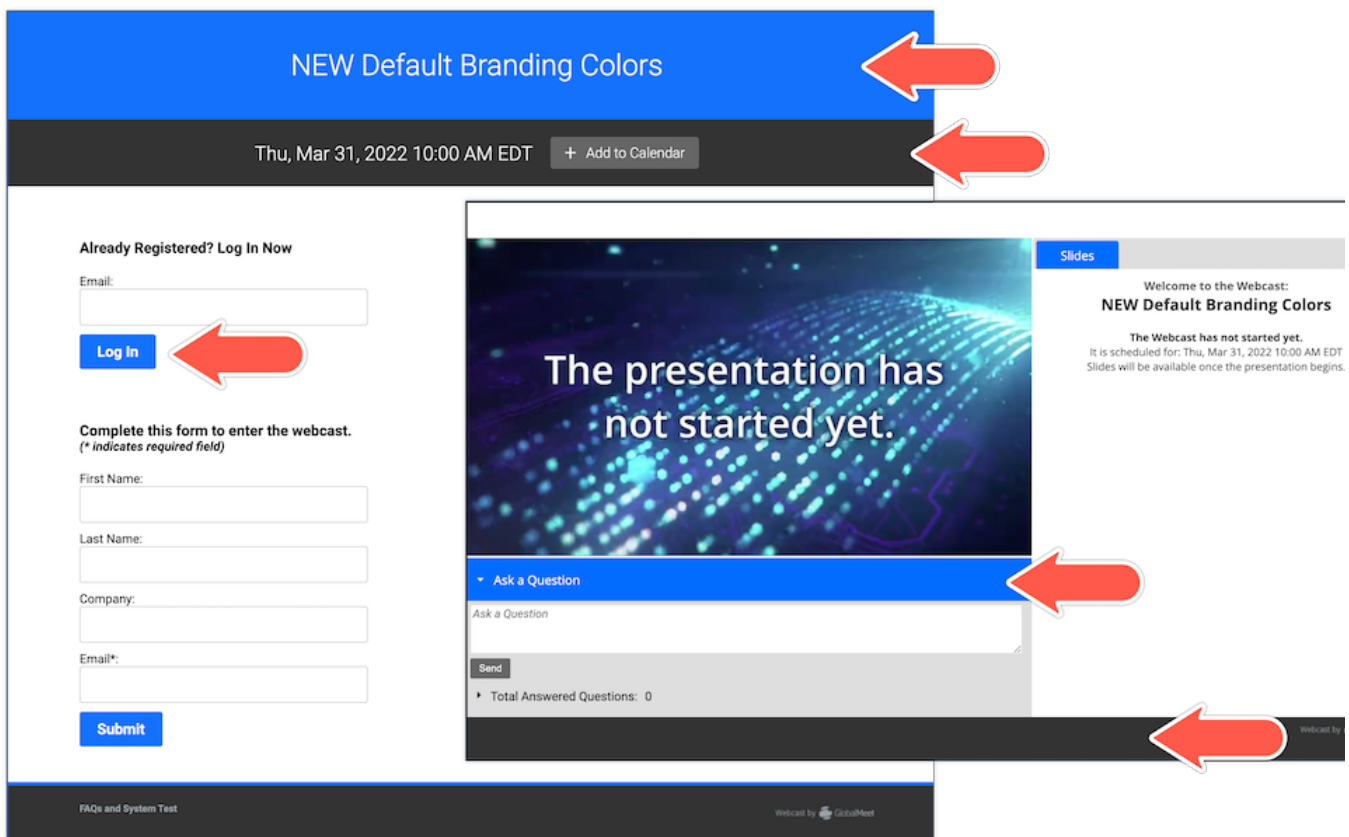 NEW Default Branding Colors
Thu, Mar 31, 2022 10:00 AM EDT + Add to Calendar
Already Registered? Log In Now
Email:
Log In
Complete this form to enter the webcast.
(* indicates required field)
First Name:
Last Name:
Company:
Email*:
Submit
FAQs and System Test
Webcast by GlobalMeet
The presentation has
not started yet.
Slides
Welcome to the Webcast:
NEW Default Branding Colors
The Webcast has not started yet.
It is scheduled for: Thu, Mar 31, 2022 10:00 AM EDT
Slides will be available once the presentation begins.
Ask a Question
Ask a Question
Send
Total Answered Questions: 0
Webcast by